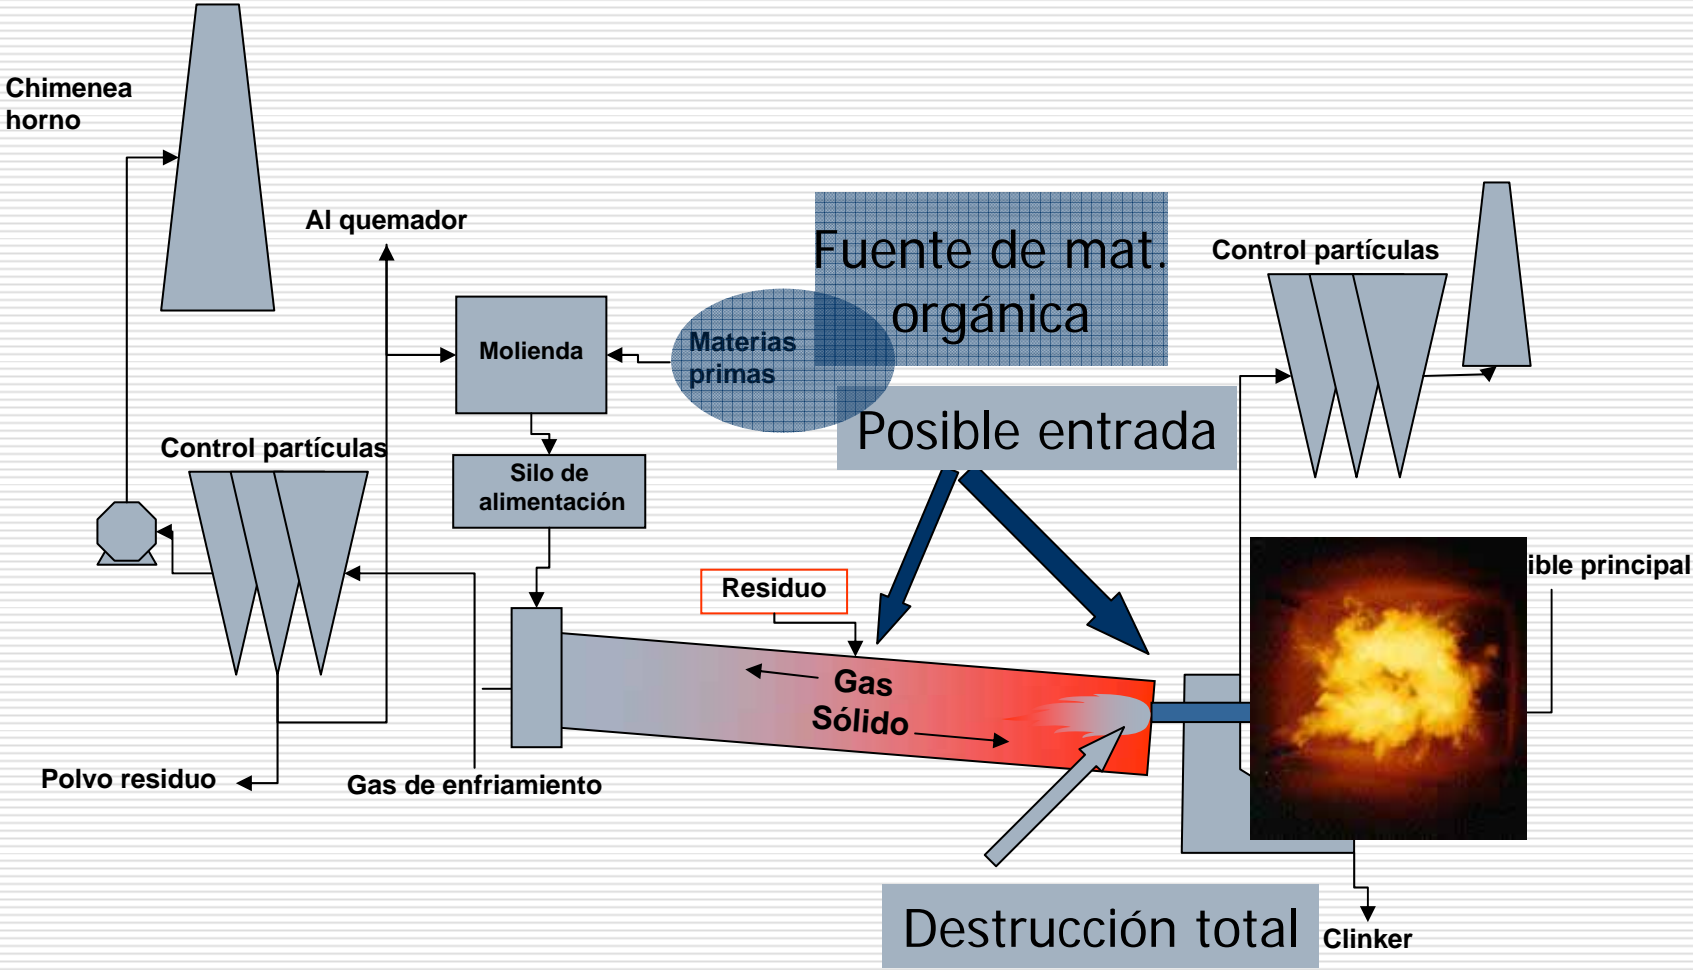 Chimenea
horno
Al quemador
Fuente de mat.
orgánica
Control partículas
Molienda
Materias
primas
Posible entrada
Control partículas
Silo de
alimentación
Residuo
ible principal
Gas
Sólido
Polvo residuo
Gas de enfriamiento
Destrucción total
Clinker